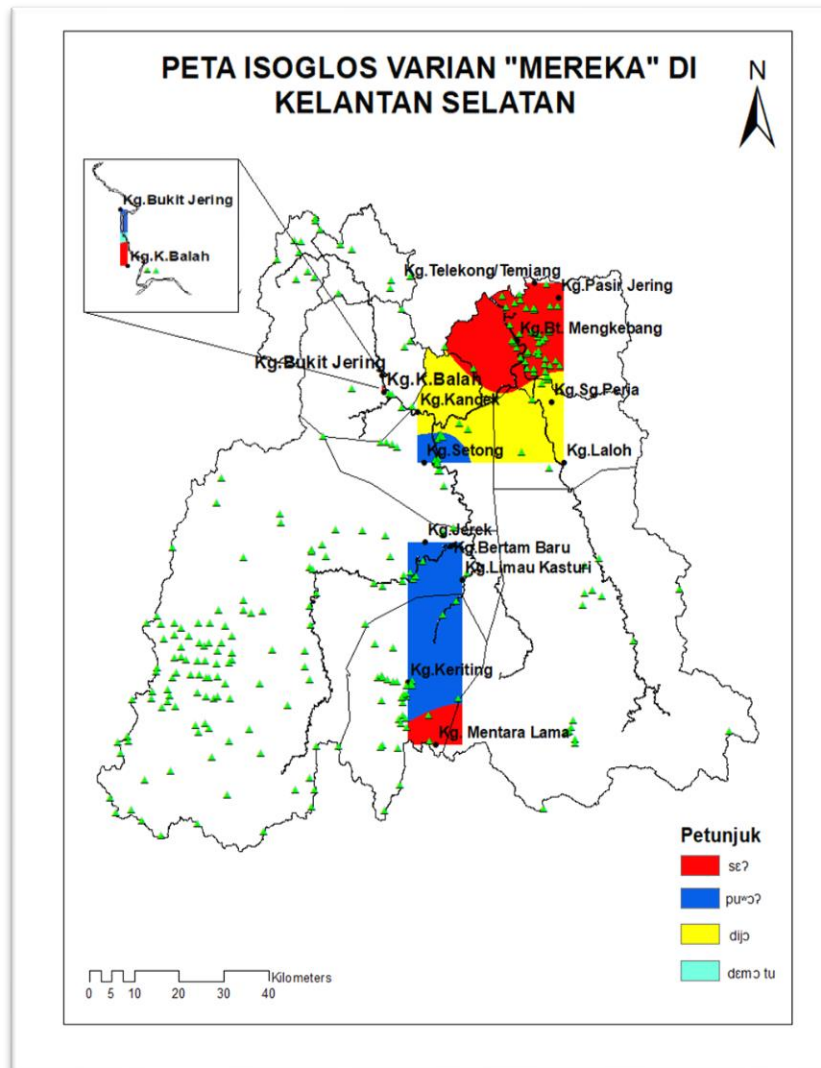 PETA ISOGLOS VARIAN "MEREKA" DI
KELANTAN SELATAN
N
Kg.Bukit Jering
Kg.K.Balah
Kg.Telekong/Temiang
Kg.Pasir Jering
Kg.Bt. Mengkebang
Kg.Bukit Jering
Kg.K.Balah
Kg.Kandek
Kg.Sg.Peria
Kg.Setong
Kg.Laloh
Kg.Jerek
Kg.Bertam Baru
Kg.Limau Kasturi
Kg.Keriting
Kg. Mentara Lama
Petunjuk
sɛʔ
puʷɔʔ
dijɔ
dɛmɔ tu
Kilometers
0 5 10 20 30 40